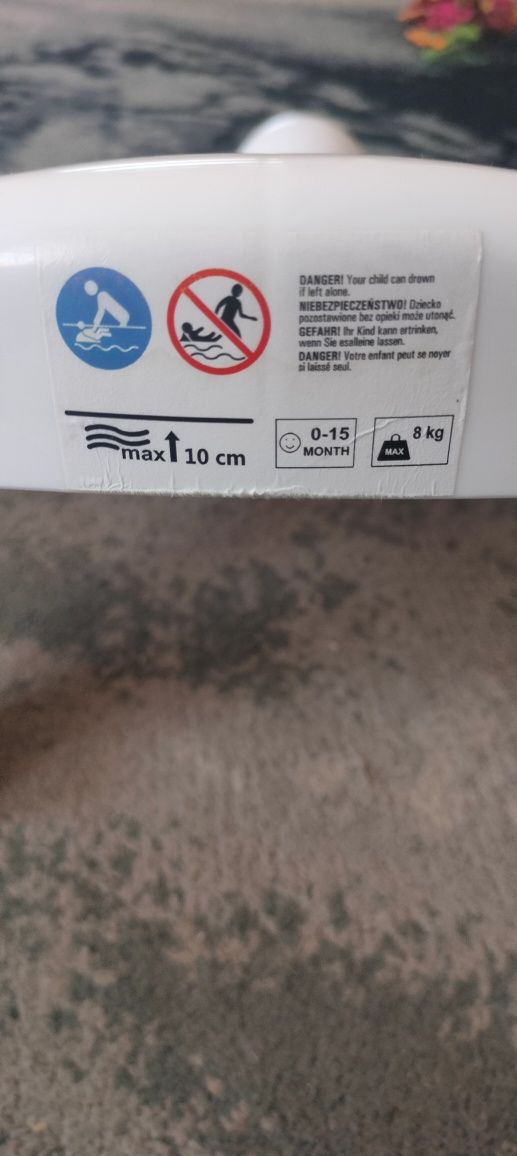 DANGER! Your child can drown
if left alone.
NIEBEZPIECZEŃSTWO! Dziecko
pozostawione bez opieki może utonąć.
GEFAHR! Ihr Kind kann ertrinken,
wenn Sie esalleine lassen.
DANGER! Votre enfant peut se noyer
si laissé seul.
max 10 cm
0-15
MONTH
8 kg
MAX